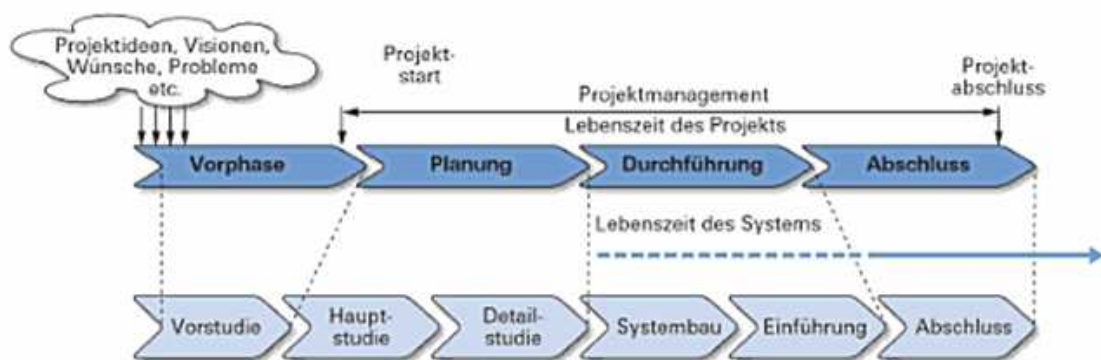 Projektideen, Visionen,
Wünsche, Probleme
etc.
Projekt-
start
Projekt-
abschluss
Projektmanagement
Lebenszeit des Projekts
Vorphase
Planung
Durchführung
Abschluss
Lebenszeit des Systems
Vorstudie
Haupt-
studie
Detail-
studie
Systembau
Einführung
Abschluss